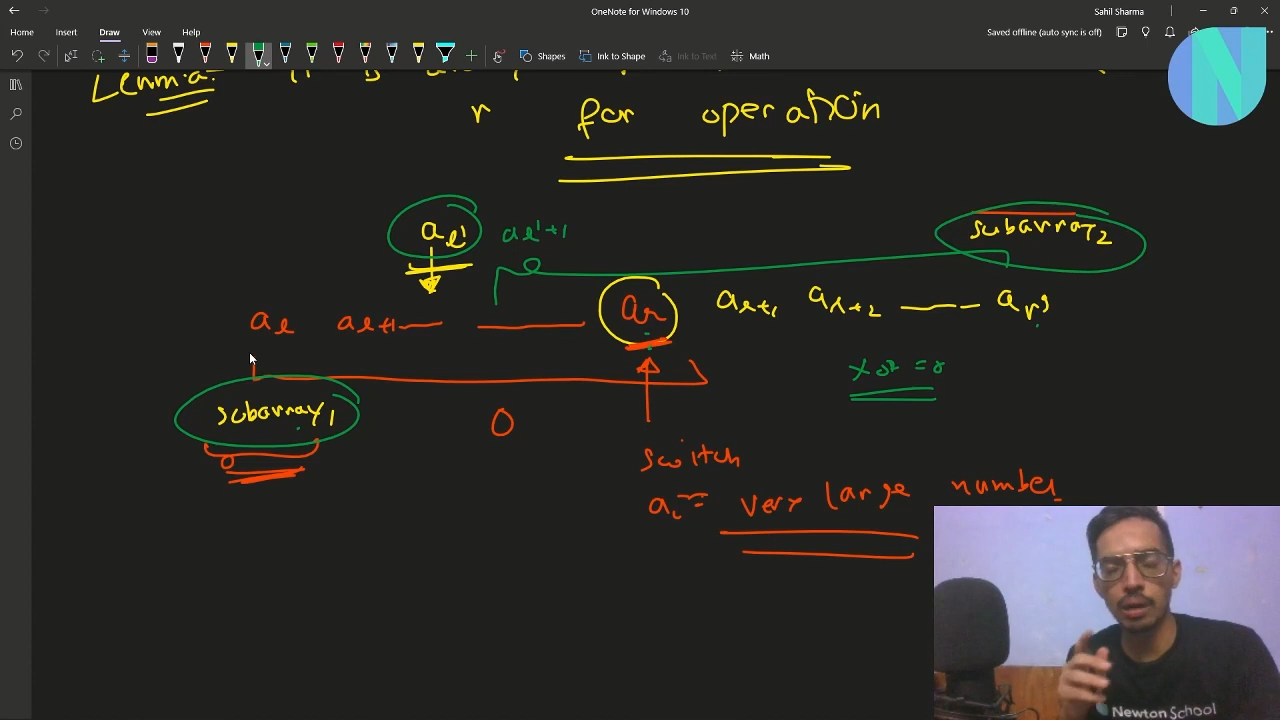 OneNote for Windows 10
Sahil Sharma
Home Insert Draw View Help
Saved offline (auto sync is off)
Shapes Ink to Shape Ink to Text Math
Lemma:
r for operation
al' al'+1 subarray2
al al+1 ar ar+1 ar+2 ar'
xor = 0
subarray1
0
0
switch
ai = very large number
Newton School